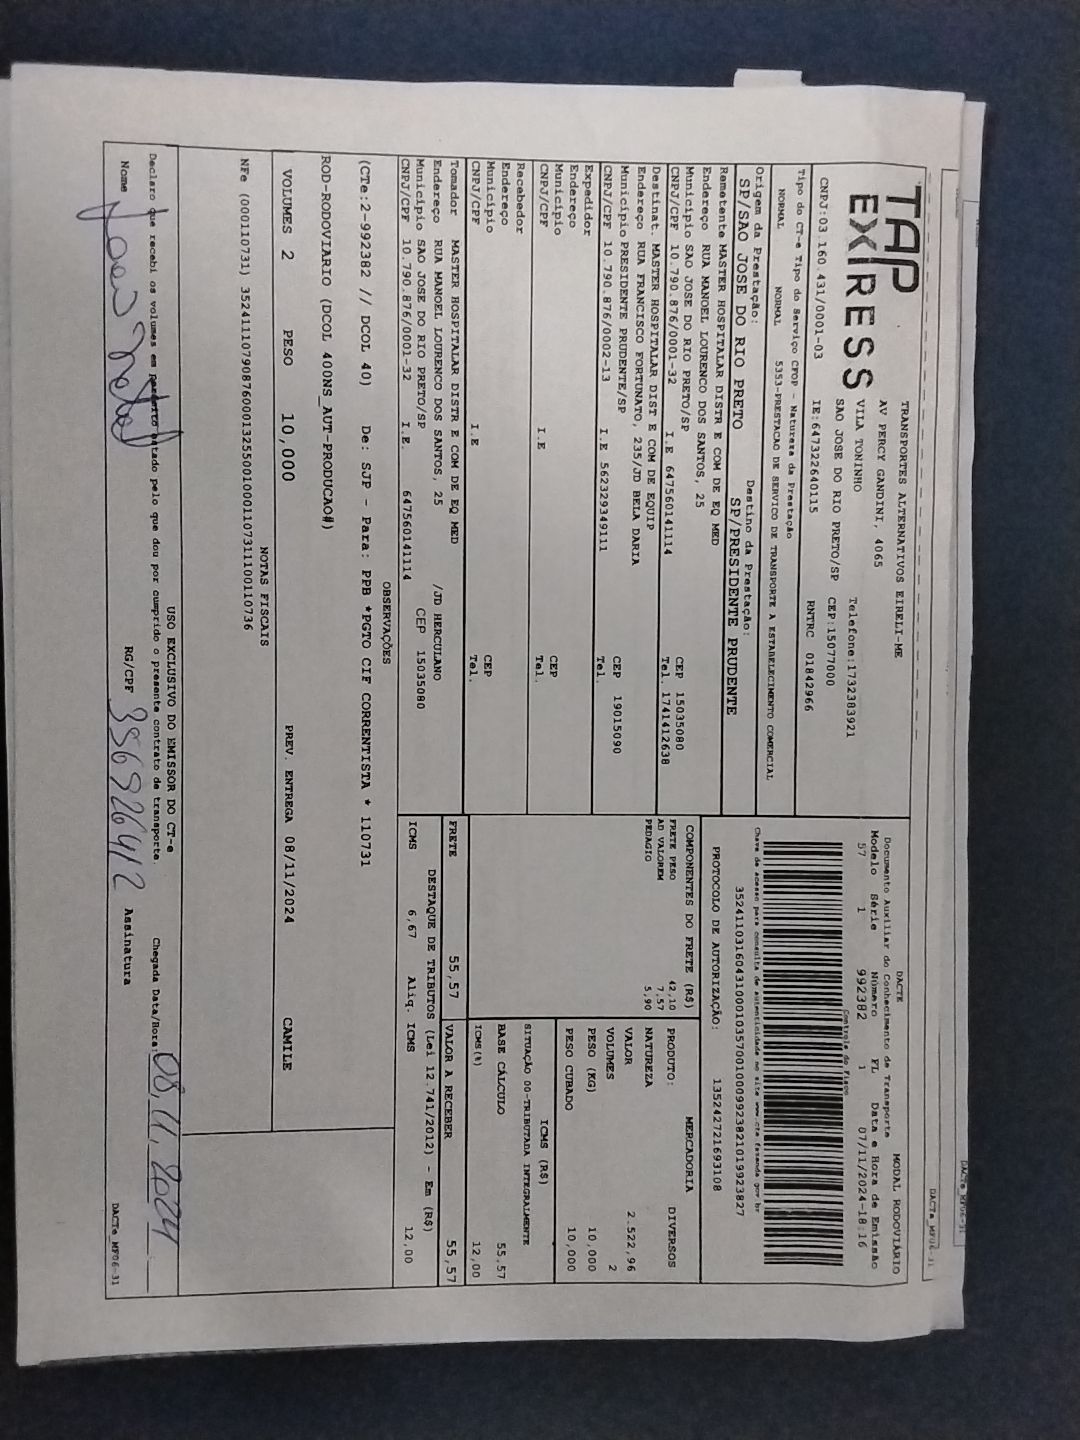 TAP
EXPRESS
TRANSPORTES ALTERNATIVOS EIRELI-ME
AV PERCY GANDINI, 4065
VILA TONINHO
Telefone:1732383921
SAO JOSE DO RIO PRETO/SP CEP:15077000
CNPJ:03.160.431/0001-03 IE:647322640115 RNTRC 01842966
Tipo do CT-e Tipo do Serviço CFOP - Natureza da Prestação
NORMAL NORMAL 5353-PRESTACAO DE SERVICO DE TRANSPORTE A ESTABELECIMENTO COMERCIAL
Origem da Prestação: Destino da Prestação:
SP/SAO JOSE DO RIO PRETO SP/PRESIDENTE PRUDENTE
Remetente MASTER HOSPITALAR DISTR E COM DE EQ MED
Endereço RUA MANOEL LOURENCO DOS SANTOS, 25
Município SAO JOSE DO RIO PRETO/SP CEP 15035080
CNPJ/CPF 10.790.876/0001-32 I.E 647560141114 Tel. 1741412638
Destinat. MASTER HOSPITALAR DIST E COM DE EQUIP
Endereço RUA FRANCISCO FORTUNATO, 235/JD BELA DARIA
Município PRESIDENTE PRUDENTE/SP CEP 19015090
CNPJ/CPF 10.790.876/0002-13 I.E 562329349111 Tel.
Expedidor
Endereço
Município CEP
CNPJ/CPF I.E Tel.
Recebedor
Endereço
Município CEP
CNPJ/CPF I.E Tel.
Tomador MASTER HOSPITALAR DISTR E COM DE EQ MED
Endereço RUA MANOEL LOURENCO DOS SANTOS, 25 /JD HERCULANO
Município SAO JOSE DO RIO PRETO/SP CEP 15035080
CNPJ/CPF 10.790.876/0001-32 I.E. 647560141114
DACTE MODAL RODOVIÁRIO
Documento Auxiliar do Conhecimento de Transporte
Modelo Série Número FL Data e Hora de Emissão
57 1 992382 1 07/11/2024-18:16
Controle do Fisco
Chave de acesso para consulta de autenticidade no site www.cte.fazenda.gov.br
35241103160431000103570010009923821019923827
PROTOCOLO DE AUTORIZAÇÃO: 135242721693108
COMPONENTES DO FRETE (R$)
FRETE PESO 42,10
AD VALOREM 7,57
PEDAGIO 5,90
MERCADORIA
PRODUTO: DIVERSOS
NATUREZA
VALOR 2.522,96
VOLUMES 2
PESO (KG) 10,000
PESO CUBADO 10,000
ICMS (R$)
SITUAÇÃO 00-TRIBUTADA INTEGRALMENTE
BASE CÁLCULO 55,57
ICMS(%) 12,00
FRETE 55,57 VALOR A RECEBER 55,57
DESTAQUE DE TRIBUTOS (Lei 12.741/2012) - Em (R$)
ICMS 6,67 Aliq. ICMS 12,00
OBSERVAÇÕES
(CTe:2-992382 // DCOL 40) De: SJP - Para: PPB *PGTO CIF CORRENTISTA * 110731
ROD-RODOVIARIO (DCOL 400NS_AUT-PRODUCAO#)
VOLUMES 2 PESO 10,000 PREV. ENTREGA 08/11/2024 CAMILE
NOTAS FISCAIS
NFe (000110731) 35241110790876000132550010001107311100110736
USO EXCLUSIVO DO EMISSOR DO CT-e
Declaro que recebi os volumes em perfeito estado pelo que dou por cumprido o presente contrato de transporte. Chegada Data/Hora: 08.11.2024
Nome RG/CPF Assinatura
DACTe_MF06-31
DACTe_MF06-31
DACTe_MF06-31